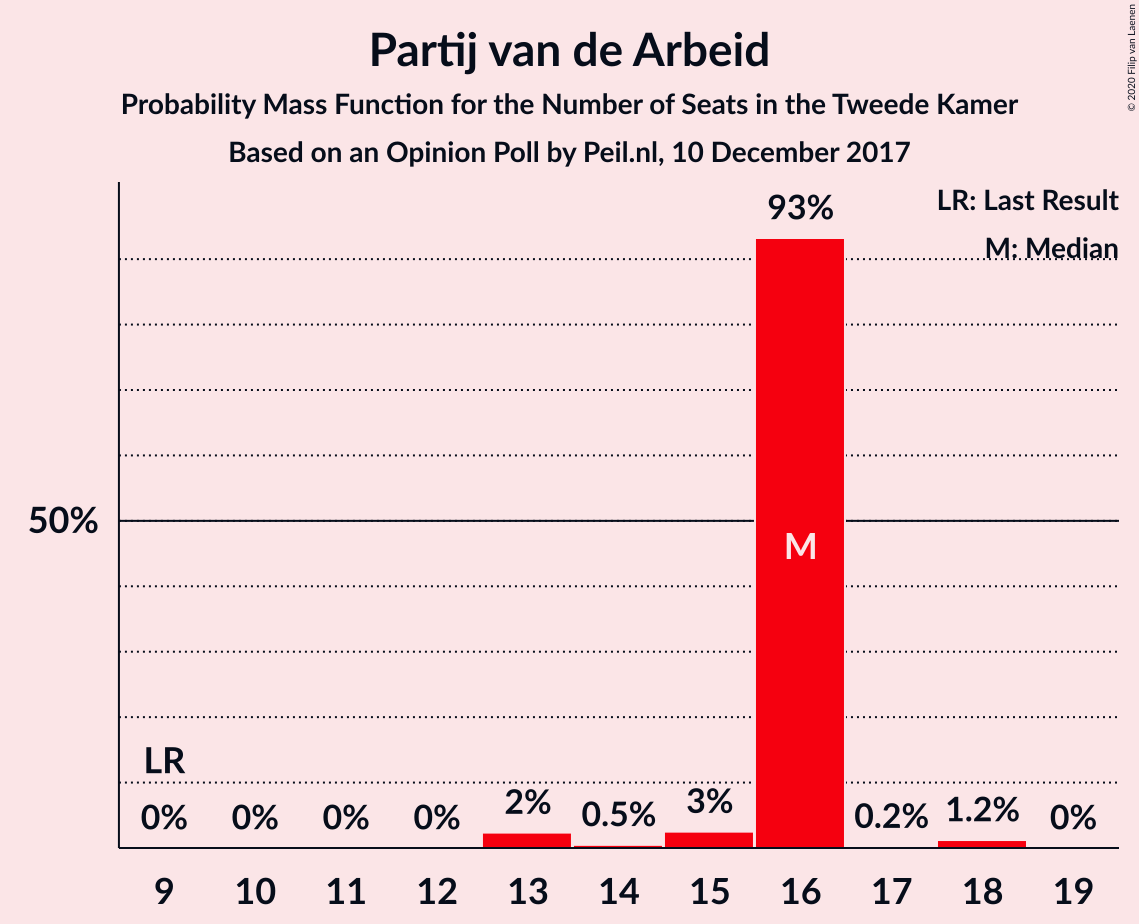 Partij van de Arbeid
Probability Mass Function for the Number of Seats in the Tweede Kamer
Based on an Opinion Poll by Peil.nl, 10 December 2017
© 2020 Filip van Laenen
LR: Last Result
M: Median
93%
50%
M
LR
0% 0% 0% 0% 2% 0.5% 3% 0.2% 1.2% 0%
9 10 11 12 13 14 15 16 17 18 19